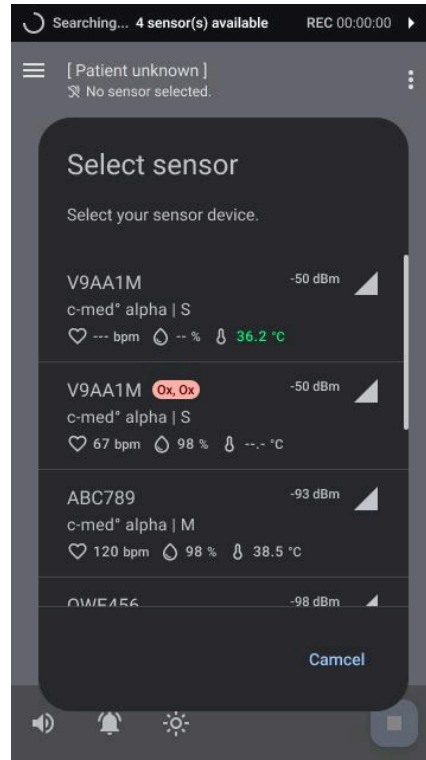 Searching... 4 sensor(s) available REC 00:00:00
[ Patient unknown ]
No sensor selected.
Select sensor
Select your sensor device.
V9AA1M -50 dBm
c-med° alpha | S
--- bpm -- % 36.2 °C
V9AA1M Ox, Ox -50 dBm
c-med° alpha | S
67 bpm 98 % --.- °C
ABC789 -93 dBm
c-med° alpha | M
120 bpm 98 % 38.5 °C
QWE456 -98 dBm
Camcel